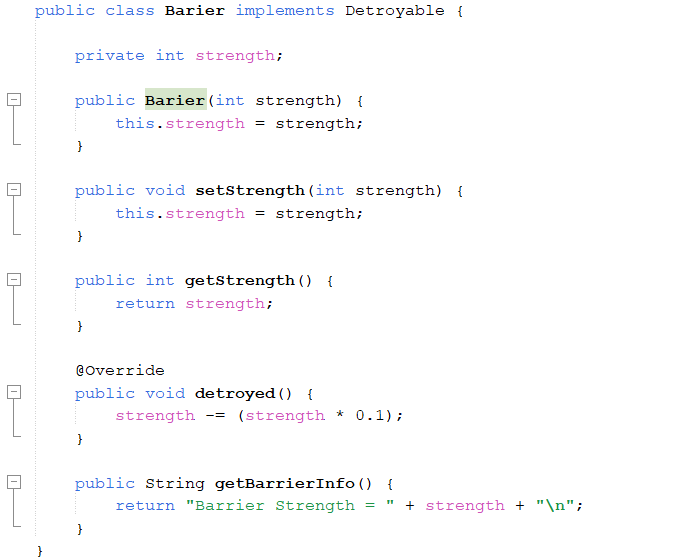 public class Barier implements Detroyable {
    private int strength;
    public Barier(int strength) {
        this.strength = strength;
    }
    public void setStrength(int strength) {
        this.strength = strength;
    }
    public int getStrength() {
        return strength;
    }
    @Override
    public void detroyed() {
        strength -= (strength * 0.1);
    }
    public String getBarrierInfo() {
        return "Barrier Strength = " + strength + "\n";
    }
}